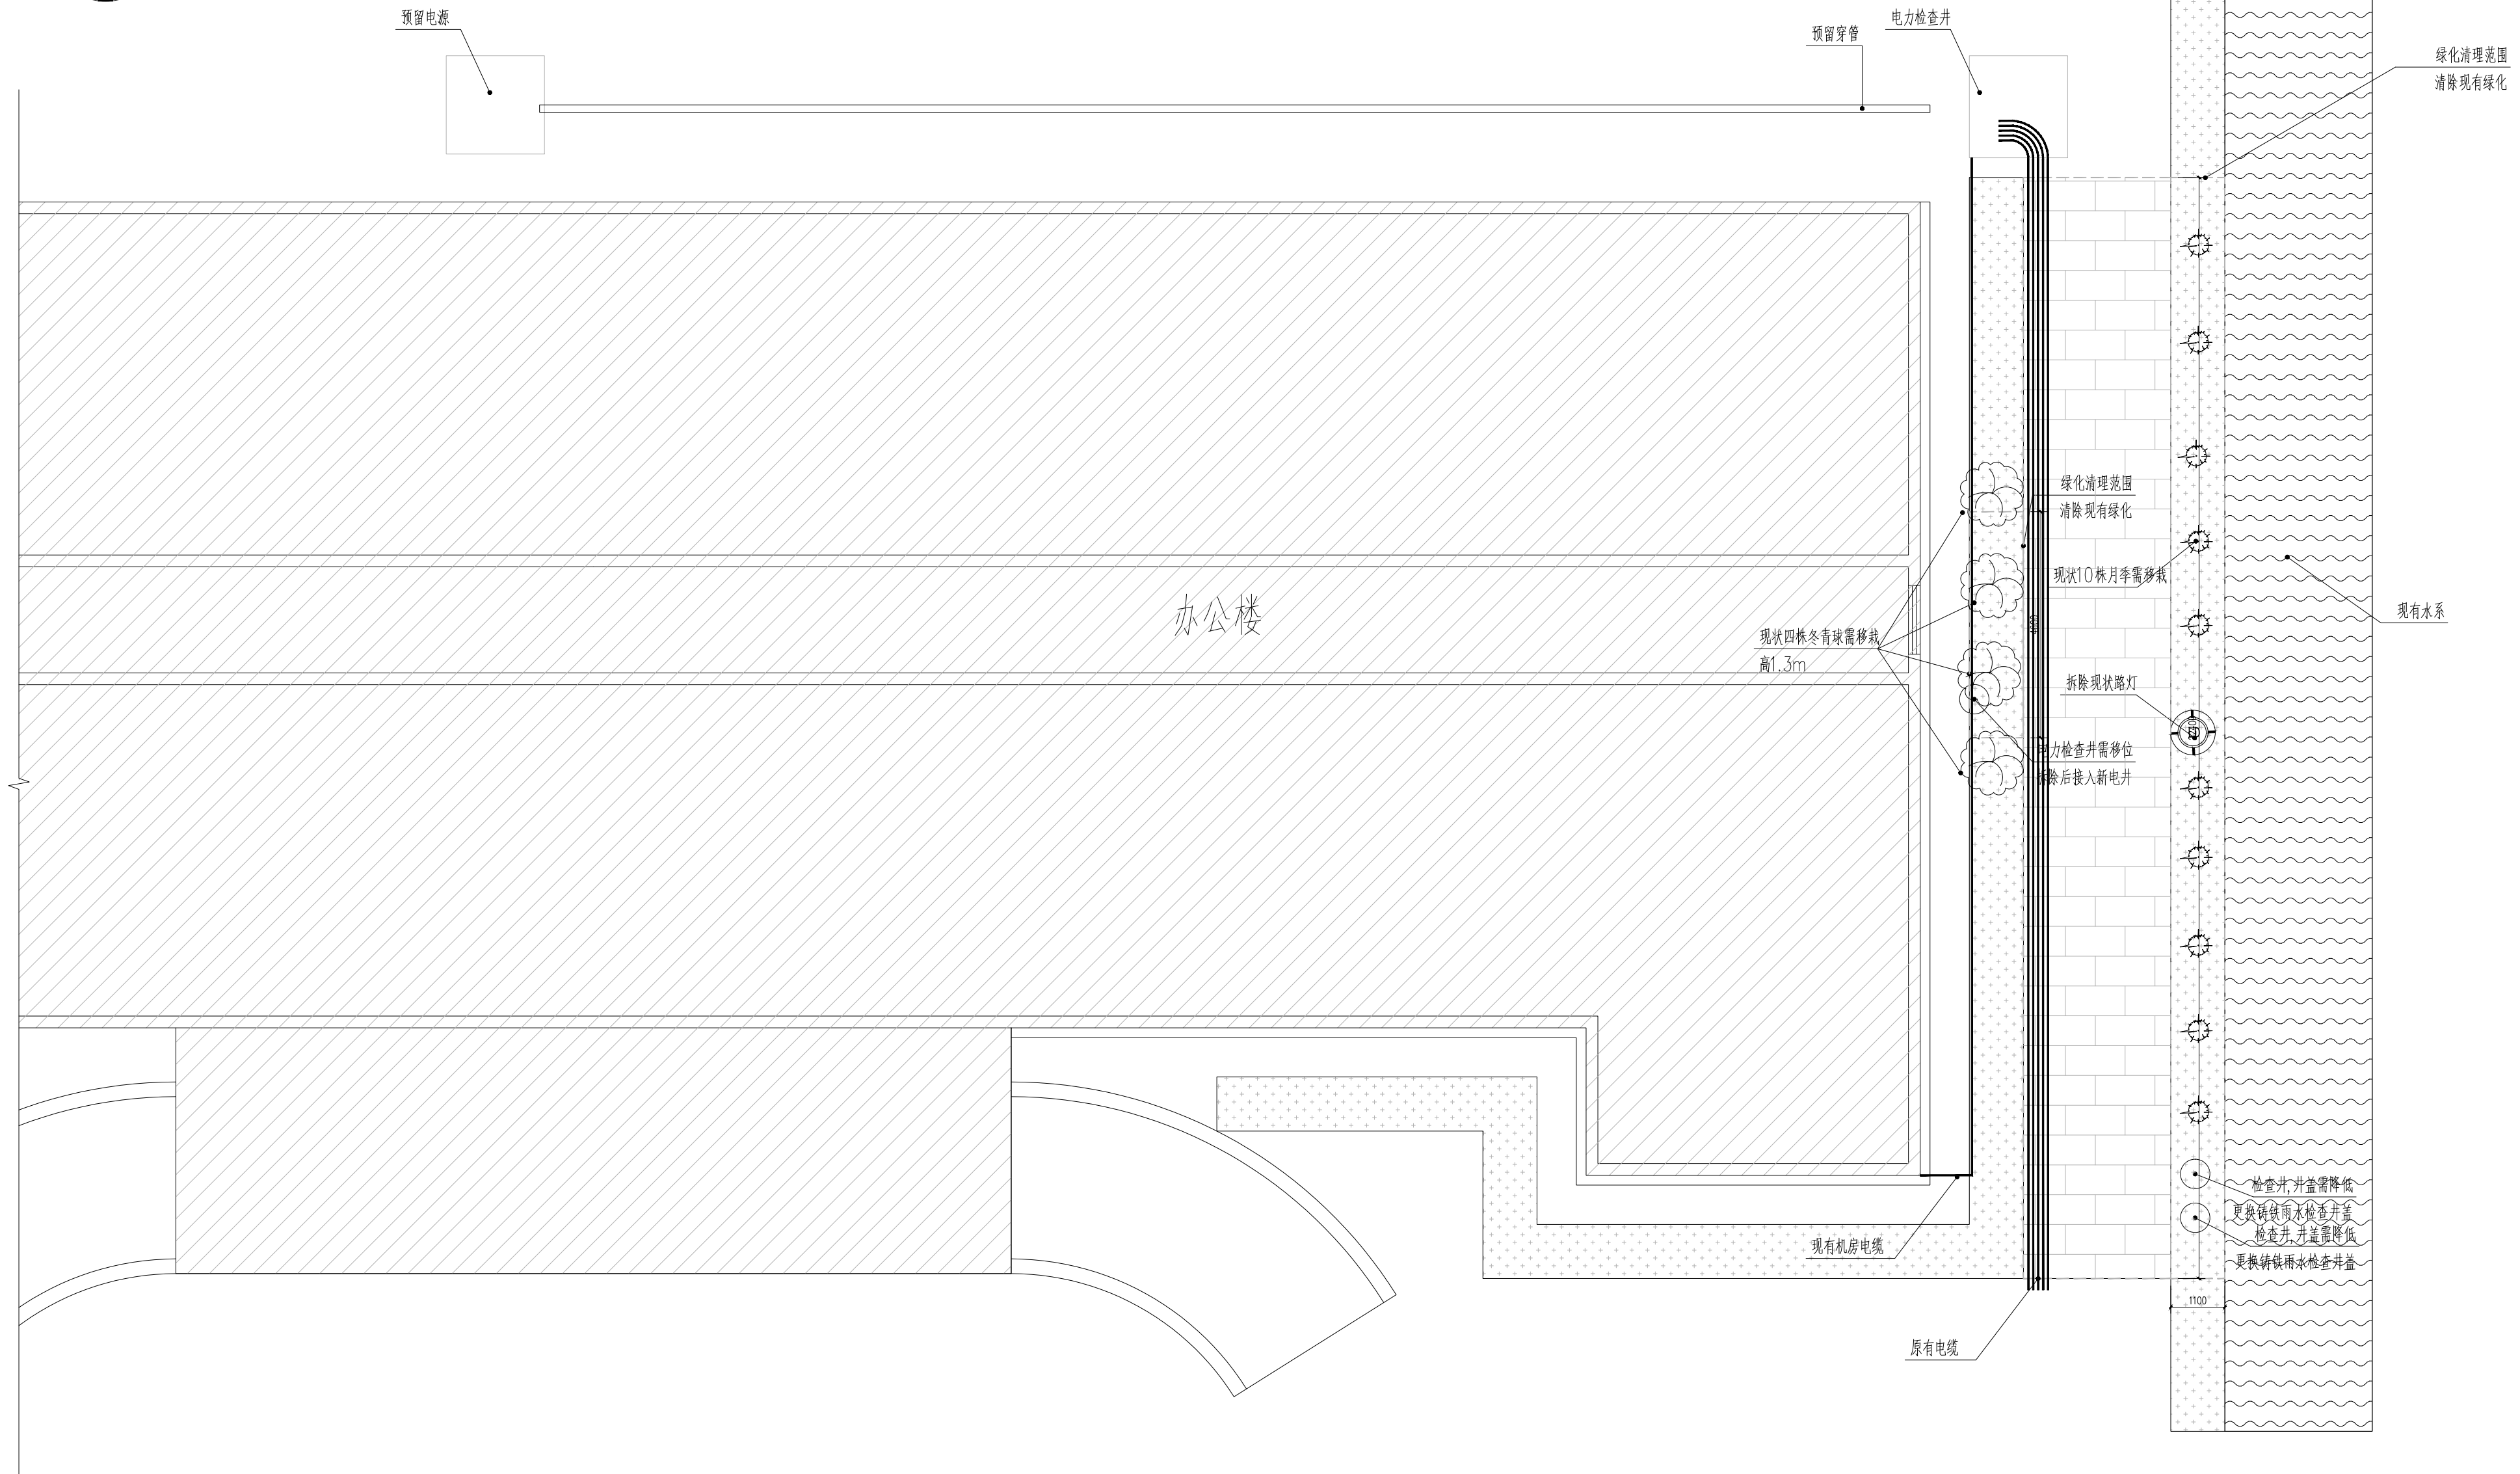 预留电源
电力检查井
预留穿管
绿化清理范围
清除现有绿化
绿化清理范围
清除现有绿化
现状10株月季需移栽
现有水系
办公楼
现状四株冬青球需移栽
高1.3m
拆除现状路灯
电力检查井需移位
拆除后接入新电井
检查井,井盖需降低
更换铸铁雨水检查井盖
检查井,井盖需降低
更换铸铁雨水检查井盖
现有机房电缆
1100
原有电缆